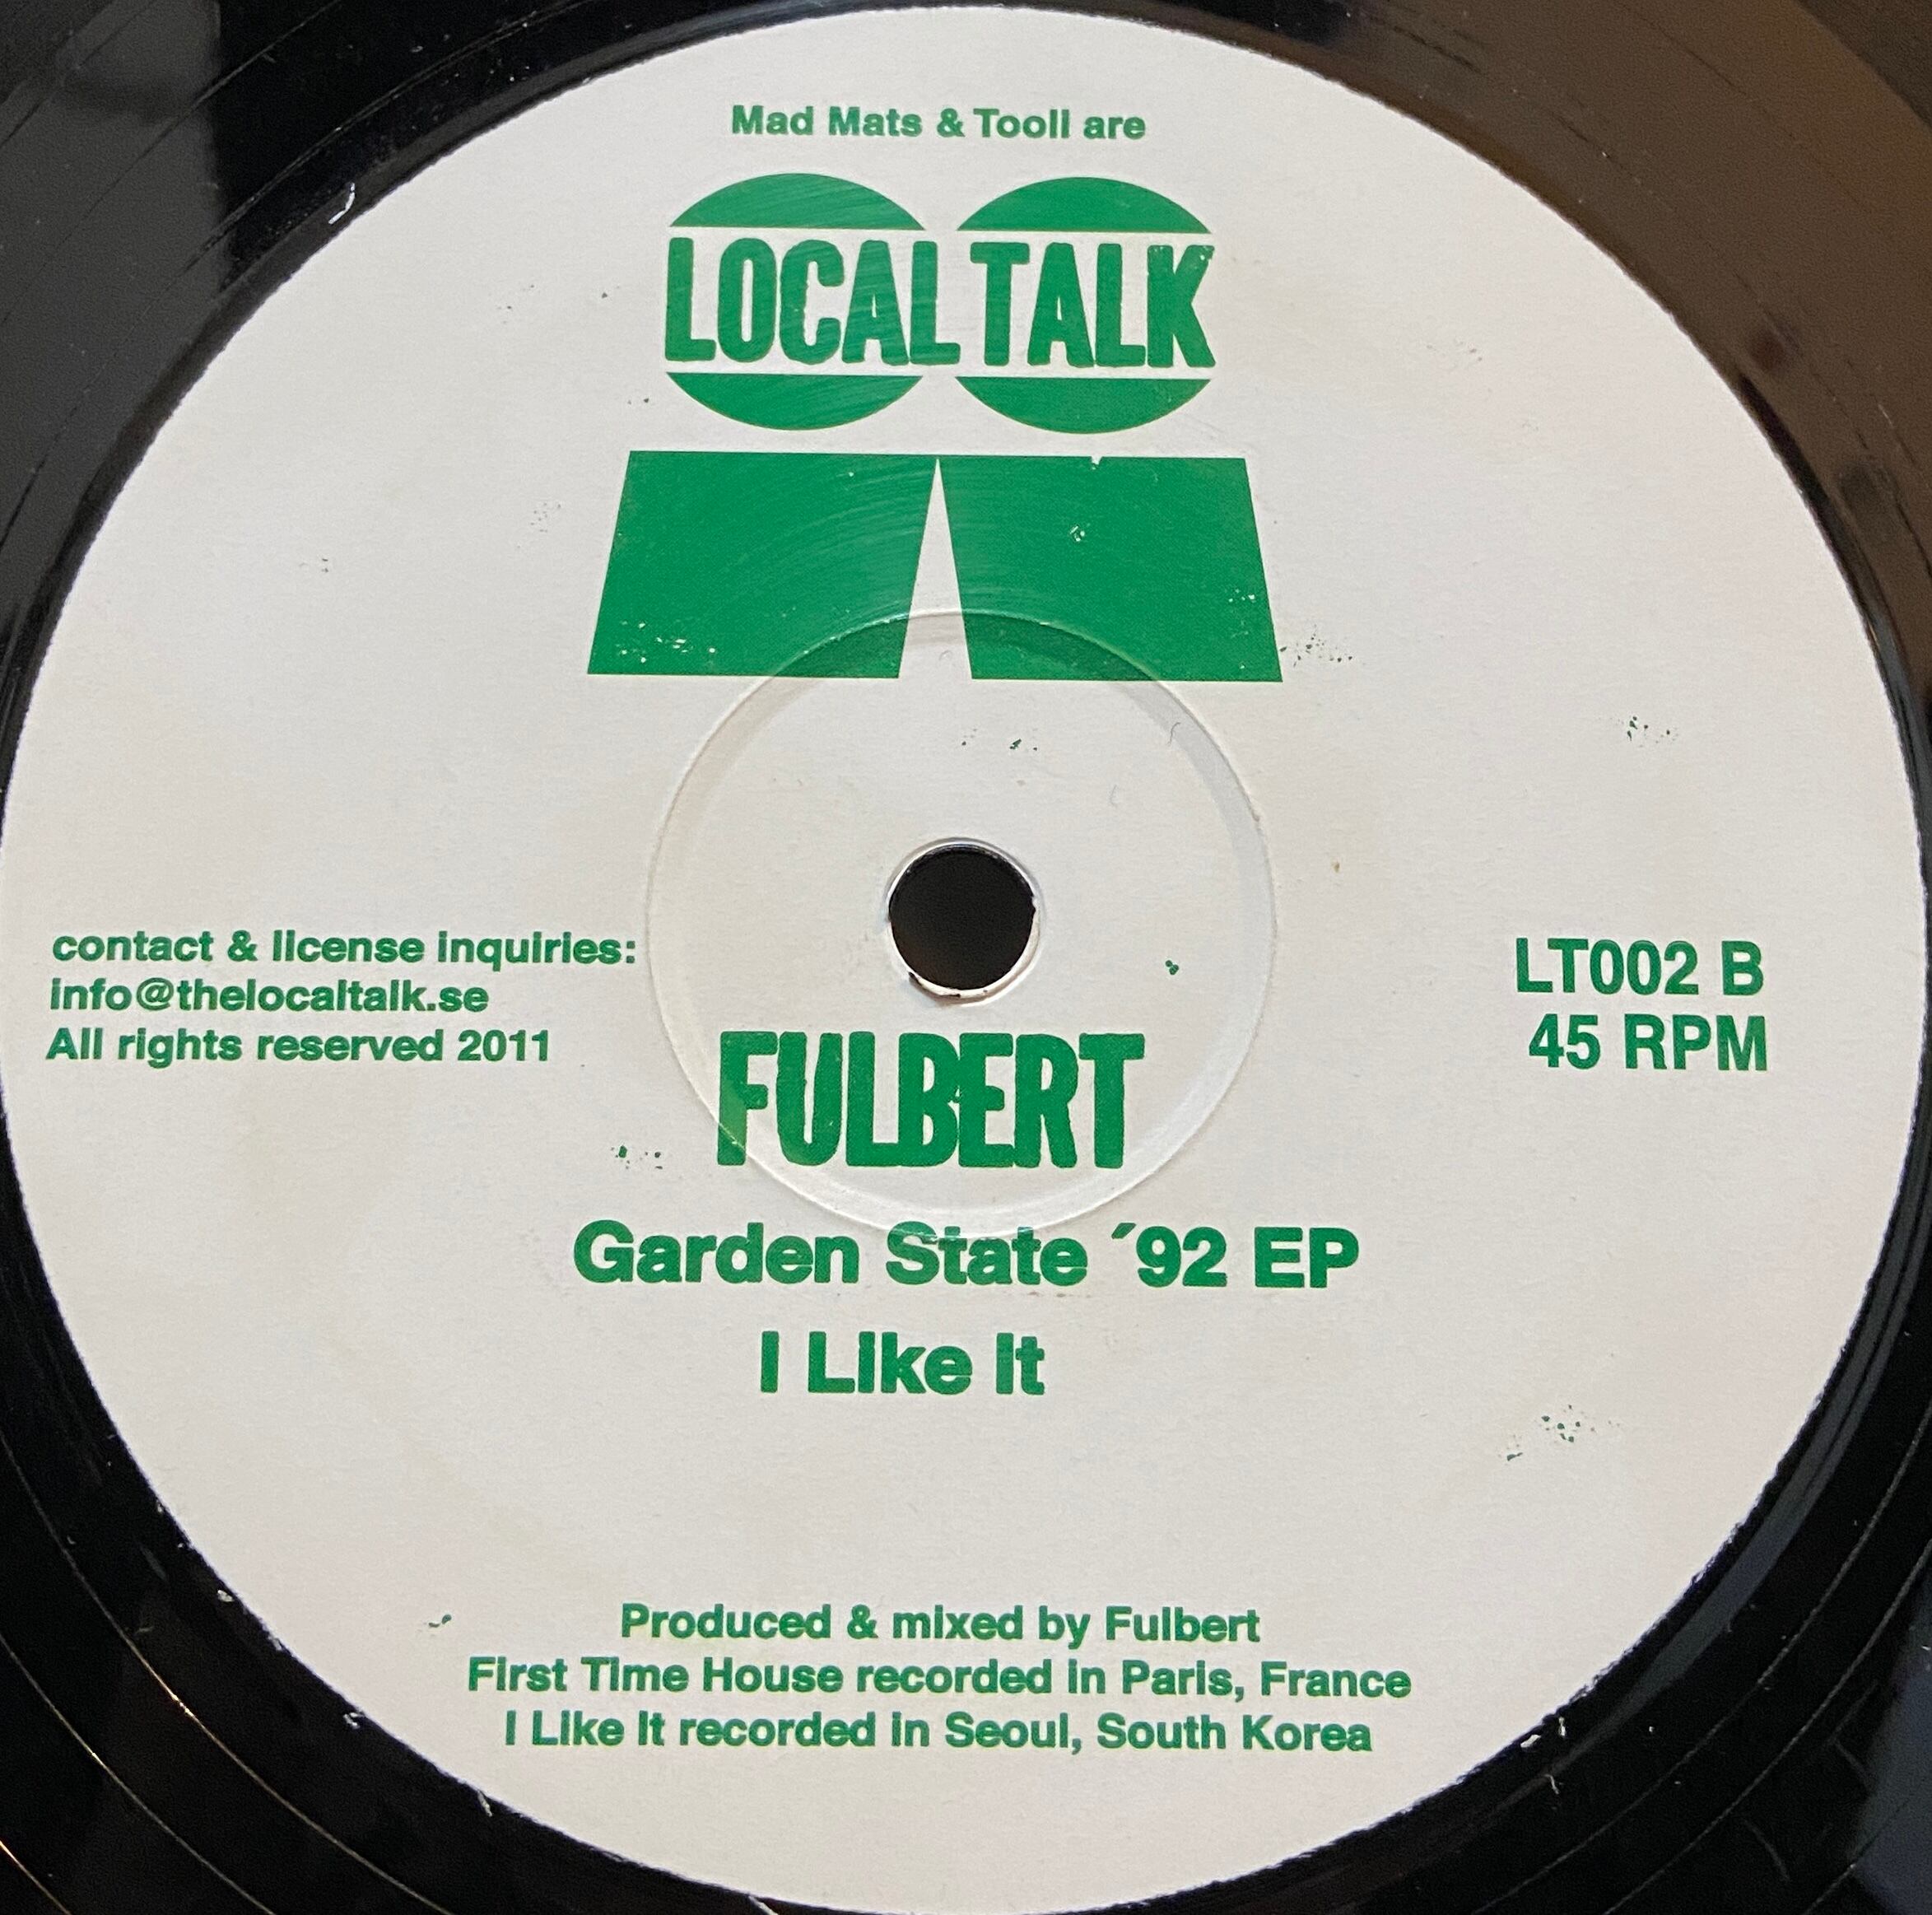 Mad Mats & Tooli are
LOCAL TALK
contact & license inquiries:
info@thelocaltalk.se
All rights reserved 2011
LT002 B
45 RPM
FULBERT
Garden State ´92 EP
I Like It
Produced & mixed by Fulbert
First Time House recorded in Paris, France
I Like It recorded in Seoul, South Korea